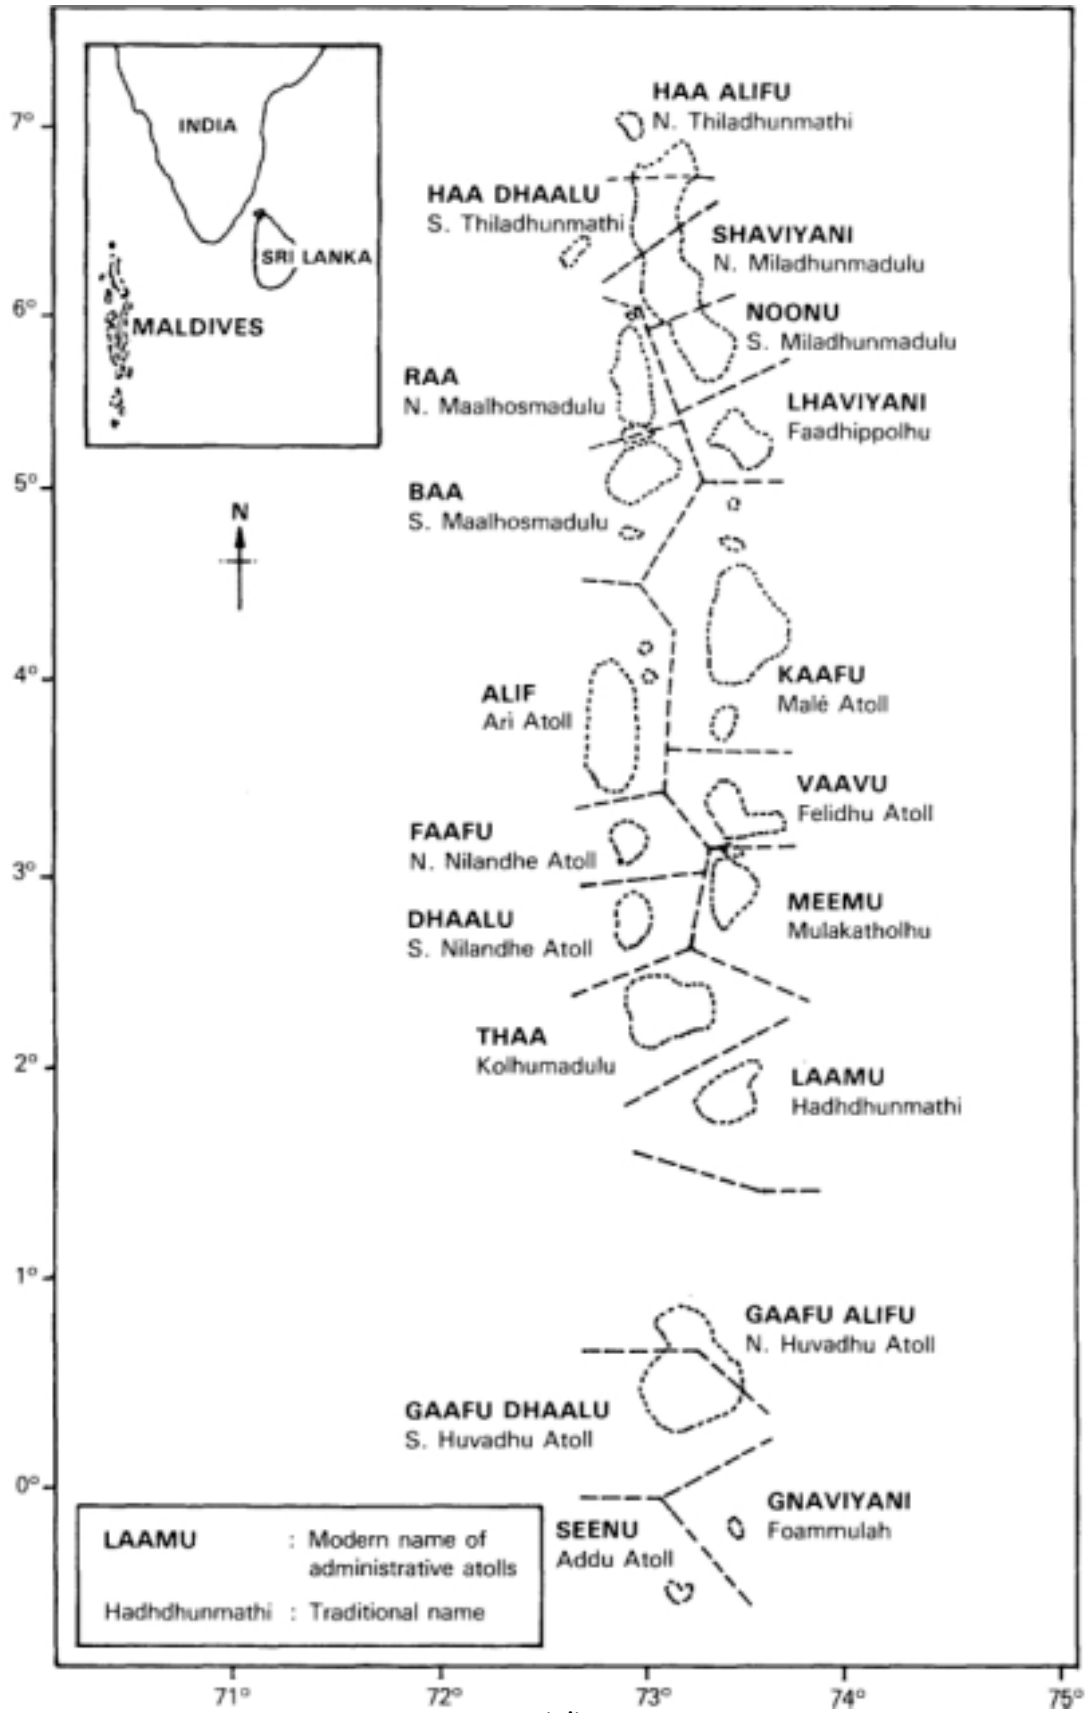 INDIA
SRI LANKA
MALDIVES
N
7°
6°
5°
4°
3°
2°
1°
0°
HAA ALIFU
N. Thiladhunmathi
HAA DHAALU
S. Thiladhunmathi
SHAVIYANI
N. Miladhunmadulu
NOONU
S. Miladhunmadulu
RAA
N. Maalhosmadulu
LHAVIYANI
Faadhippolhu
BAA
S. Maalhosmadulu
KAAFU
Malé Atoll
ALIF
Ari Atoll
VAAVU
Felidhu Atoll
FAAFU
N. Nilandhe Atoll
MEEMU
Mulakatholhu
DHAALU
S. Nilandhe Atoll
THAA
Kolhumadulu
LAAMU
Hadhdhunmathi
GAAFU ALIFU
N. Huvadhu Atoll
GAAFU DHAALU
S. Huvadhu Atoll
GNAVIYANI
Foammulah
SEENU
Addu Atoll
LAAMU : Modern name of
administrative atolls
Hadhdhunmathi : Traditional name
71° 72° 73° 74° 75°